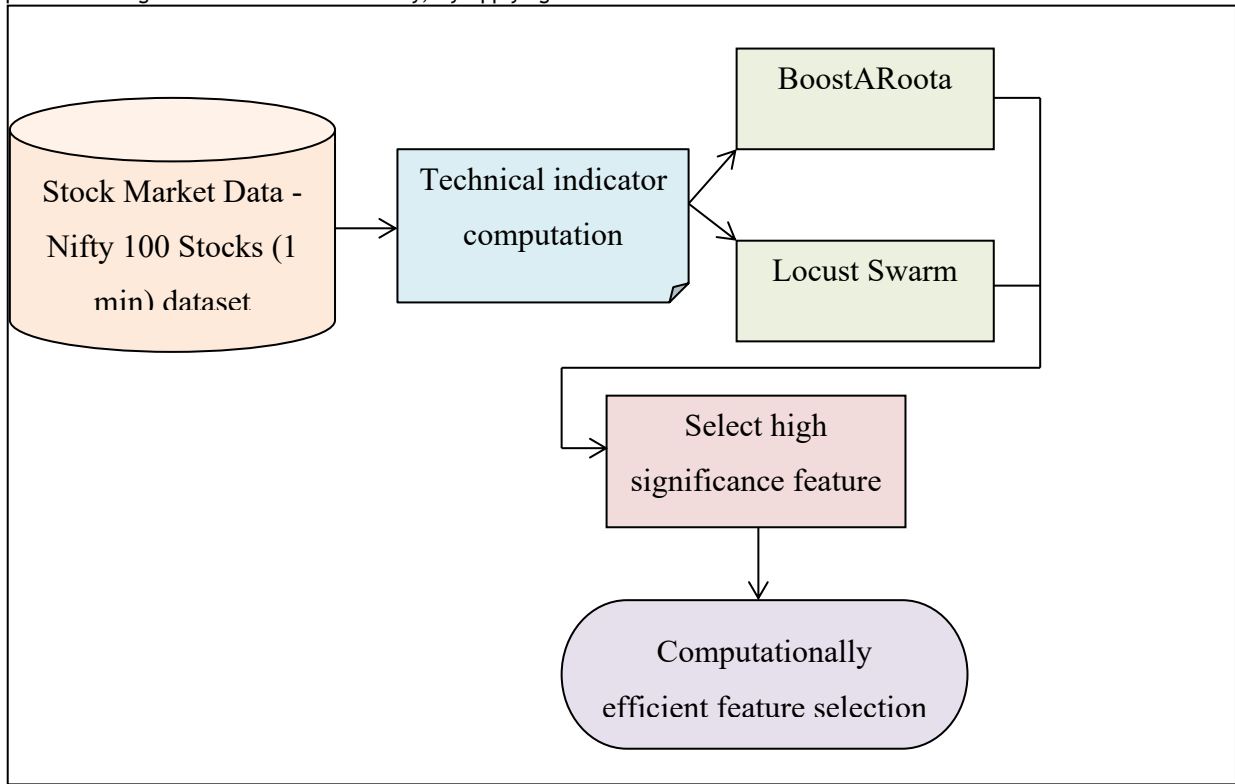 Stock Market Data -
Nifty 100 Stocks (1
min) dataset
Technical indicator
computation
BoostARoota
Locust Swarm
Select high
significance feature
Computationally
efficient feature selection